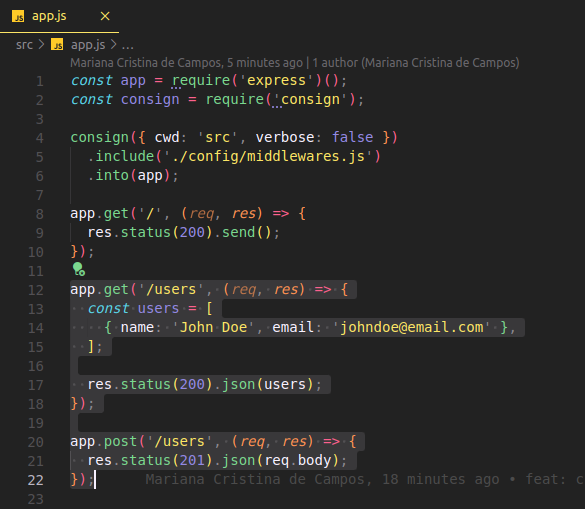 JS app.js ×
src > JS app.js > ...
Mariana Cristina de Campos, 5 minutes ago | 1 author (Mariana Cristina de Campos)
1 const app = require('express')();
2 const consign = require('consign');
3
4 consign({ cwd: 'src', verbose: false })
5   .include('./config/middlewares.js')
6   .into(app);
7
8 app.get('/', (req, res) => {
9   res.status(200).send();
10 });
11
12 app.get('/users', (req, res) => {
13   const users = [
14     { name: 'John Doe', email: 'johndoe@email.com' },
15   ];
16
17   res.status(200).json(users);
18 });
19
20 app.post('/users', (req, res) => {
21   res.status(201).json(req.body);
22 }); Mariana Cristina de Campos, 18 minutes ago • feat: c
23